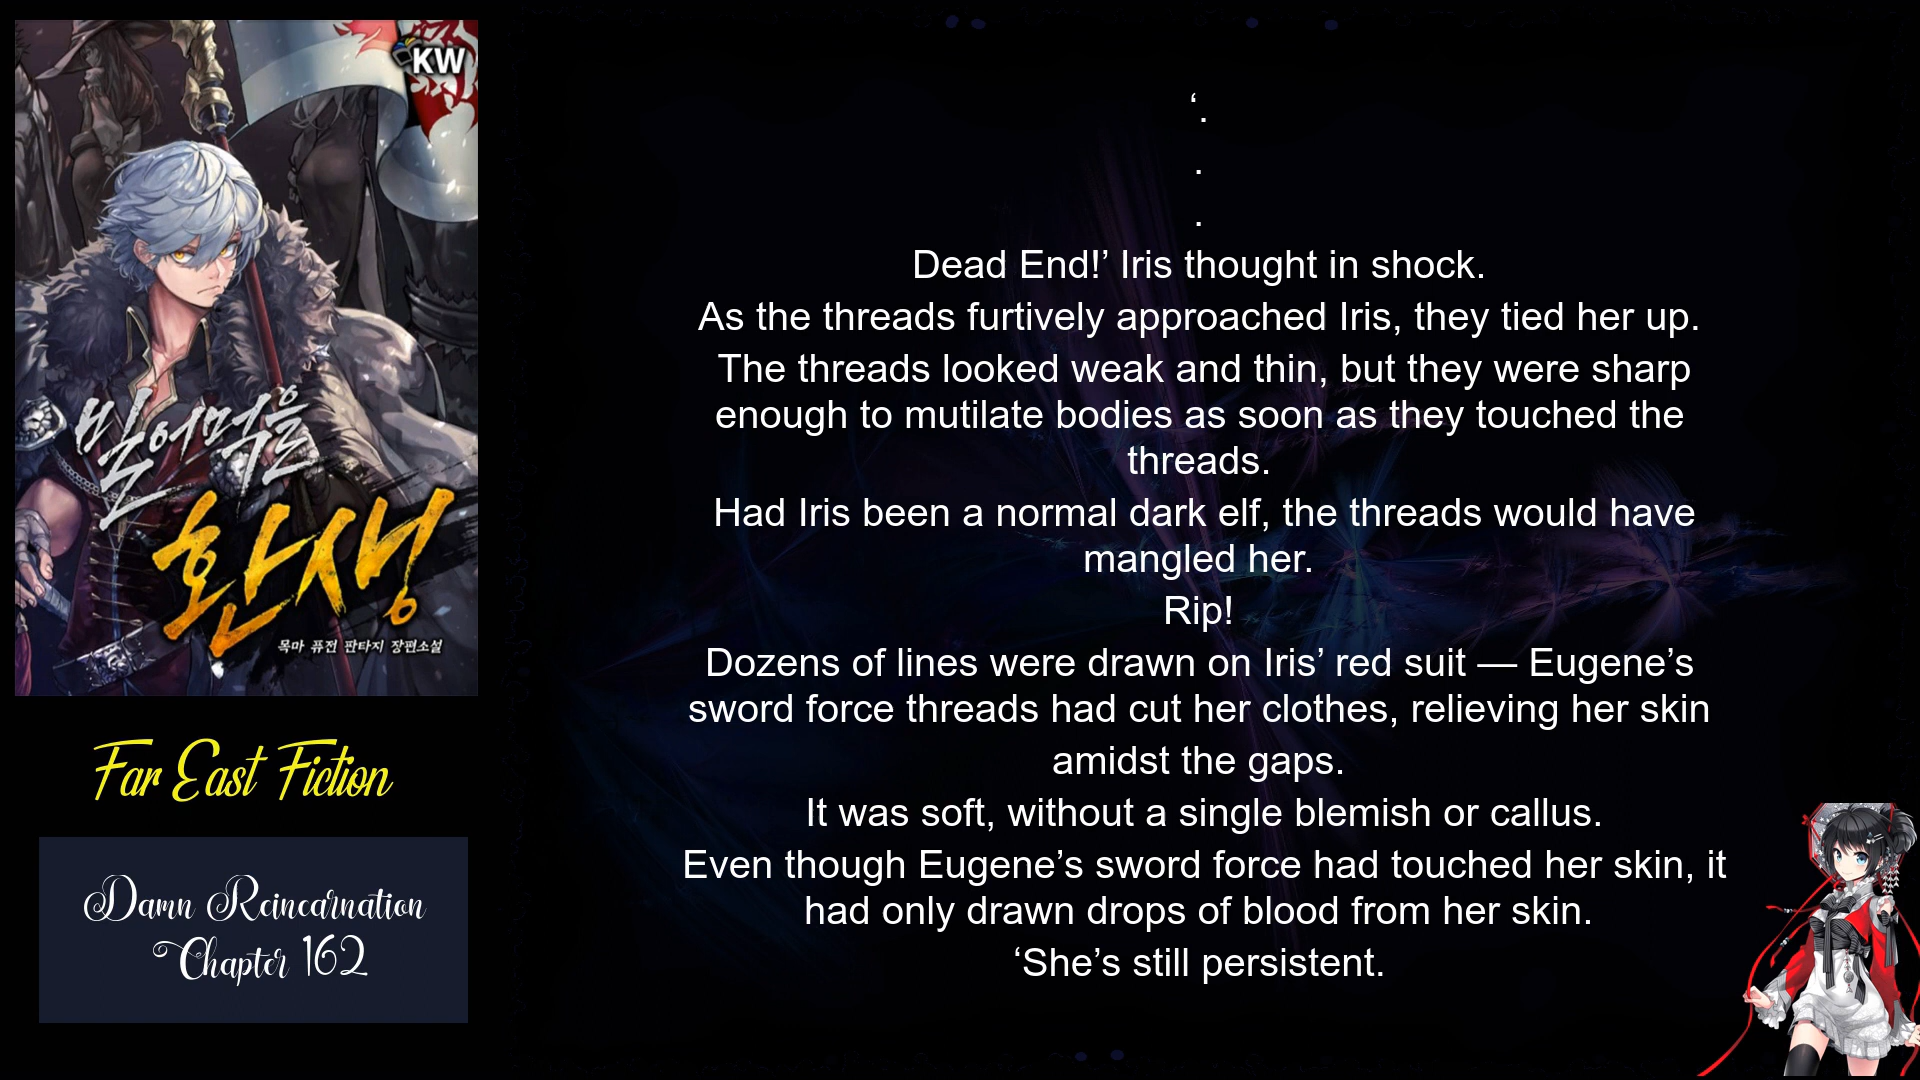 KW
빌어먹을
환생
목마 퓨전 판타지 장편소설
Far East Fiction
Damn Reincarnation
Chapter 162
‘.
.
.
Dead End!’ Iris thought in shock.
As the threads furtively approached Iris, they tied her up.
The threads looked weak and thin, but they were sharp
enough to mutilate bodies as soon as they touched the
threads.
Had Iris been a normal dark elf, the threads would have
mangled her.
Rip!
Dozens of lines were drawn on Iris’ red suit — Eugene’s
sword force threads had cut her clothes, relieving her skin
amidst the gaps.
It was soft, without a single blemish or callus.
Even though Eugene’s sword force had touched her skin, it
had only drawn drops of blood from her skin.
‘She’s still persistent.